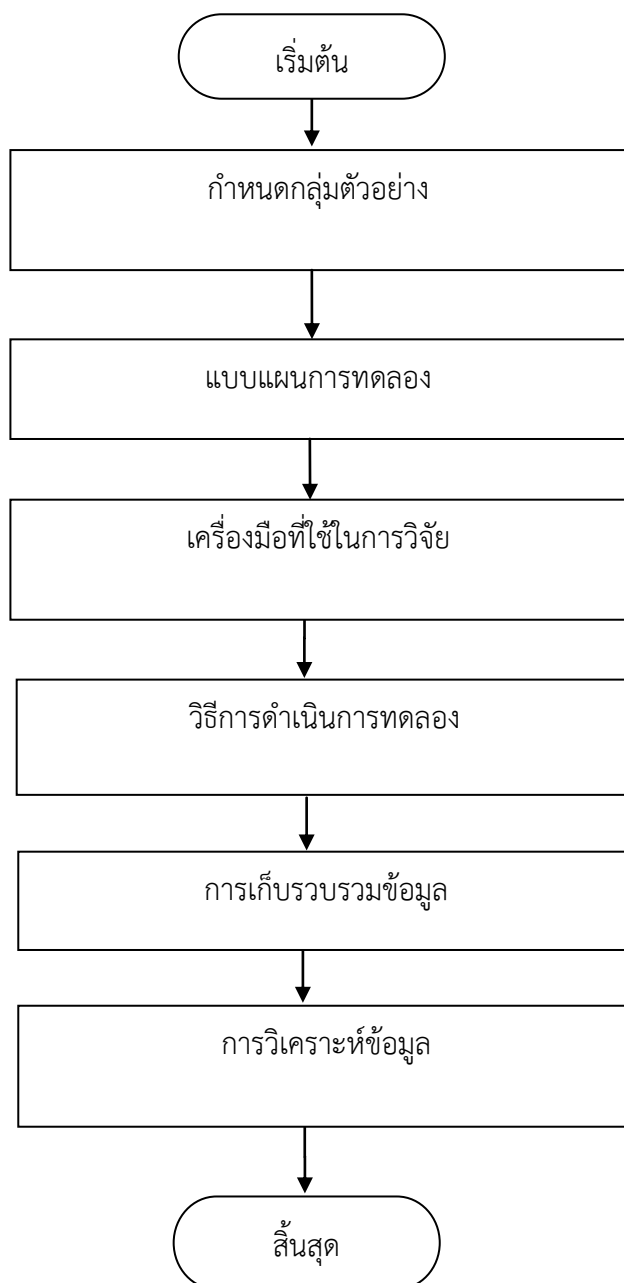 เริ่มต้น
กำหนดกลุ่มตัวอย่าง
แบบแผนการทดลอง
เครื่องมือที่ใช้ในการวิจัย
วิธีการดำเนินการทดลอง
การเก็บรวบรวมข้อมูล
การวิเคราะห์ข้อมูล
สิ้นสุด